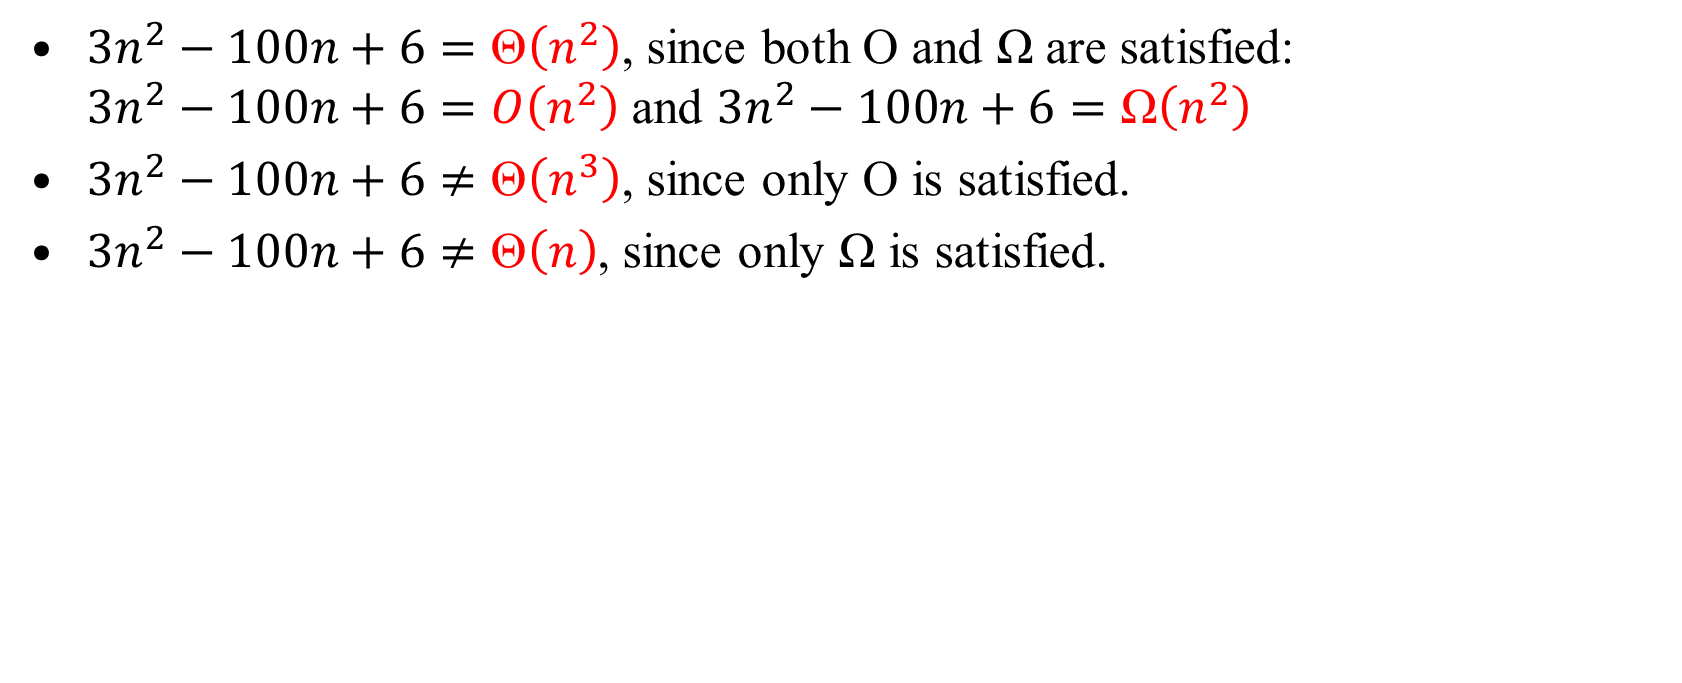 • 3n² − 100n + 6 = Θ(n²), since both O and Ω are satisfied:
3n² − 100n + 6 = O(n²) and 3n² − 100n + 6 = Ω(n²)
• 3n² − 100n + 6 ≠ Θ(n³), since only O is satisfied.
• 3n² − 100n + 6 ≠ Θ(n), since only Ω is satisfied.